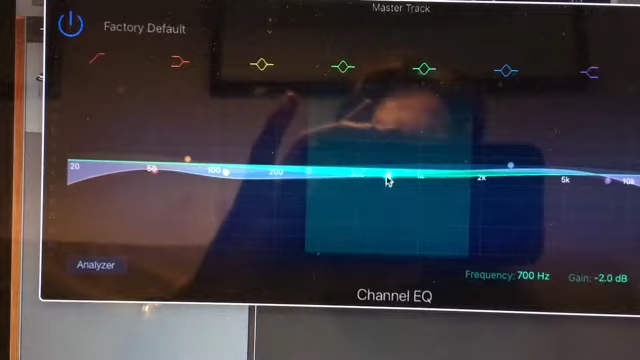 Master Track
Factory Default
20 50 100 200 1k 2k 5k 10k
Analyzer
Frequency: 700 Hz Gain: -2.0 dB
Channel EQ